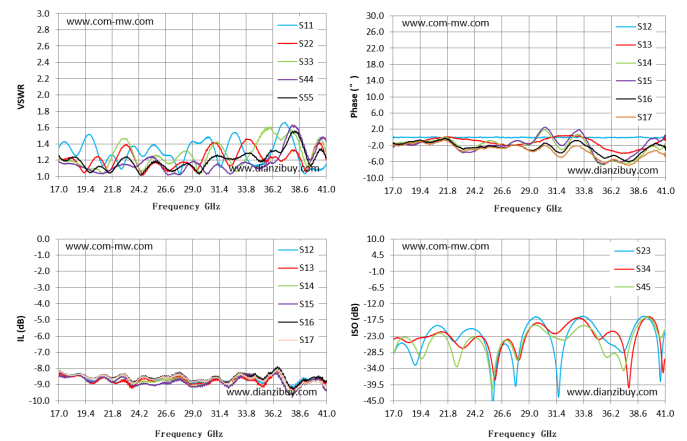 www.com-mw.com
VSWR
3.0
2.8
2.6
2.4
2.2
2.0
1.8
1.6
1.4
1.2
1.0
S11
S22
S33
S44
S55
www.dianzibuy.com
17.0 19.4 21.8 24.2 26.6 29.0 31.4 33.8 36.2 38.6 41.0
Frequency GHz
www.com-mw.com
Phase (°)
30.0
26.0
22.0
18.0
14.0
10.0
6.0
2.0
-2.0
-6.0
-10.0
S12
S13
S14
S15
S16
S17
www.dianzibuy.com
17.0 19.4 21.8 24.2 26.6 29.0 31.4 33.8 36.2 38.6 41.0
Frequency GHz
www.com-mw.com
IL (dB)
0.0
-1.0
-2.0
-3.0
-4.0
-5.0
-6.0
-7.0
-8.0
-9.0
-10.0
S12
S13
S14
S15
S16
S17
www.dianzibuy.com
17.0 19.4 21.8 24.2 26.6 29.0 31.4 33.8 36.2 38.6 41.0
Frequency GHz
www.com-mw.com
ISO (dB)
10.0
4.5
-1.0
-6.5
-12.0
-17.5
-23.0
-28.5
-34.0
-39.5
-45.0
S23
S34
S45
www.dianzibuy.com
17.0 19.4 21.8 24.2 26.6 29.0 31.4 33.8 36.2 38.6 41.0
Frequency GHz